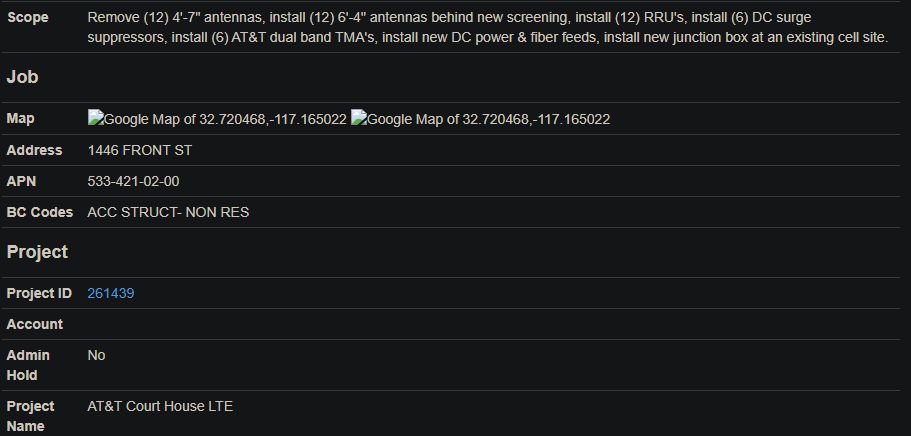 Scope Remove (12) 4'-7" antennas, install (12) 6'-4" antennas behind new screening, install (12) RRU's, install (6) DC surge
suppressors, install (6) AT&T dual band TMA's, install new DC power & fiber feeds, install new junction box at an existing cell site.
Job
Map Google Map of 32.720468,-117.165022 Google Map of 32.720468,-117.165022
Address 1446 FRONT ST
APN 533-421-02-00
BC Codes ACC STRUCT- NON RES
Project
Project ID 261439
Account
Admin No
Hold
Project AT&T Court House LTE
Name